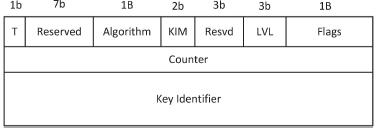 1b 7b 1B 2b 3b 3b 1B
T Reserved Algorithm KIM Resvd LVL Flags
Counter
Key Identifier